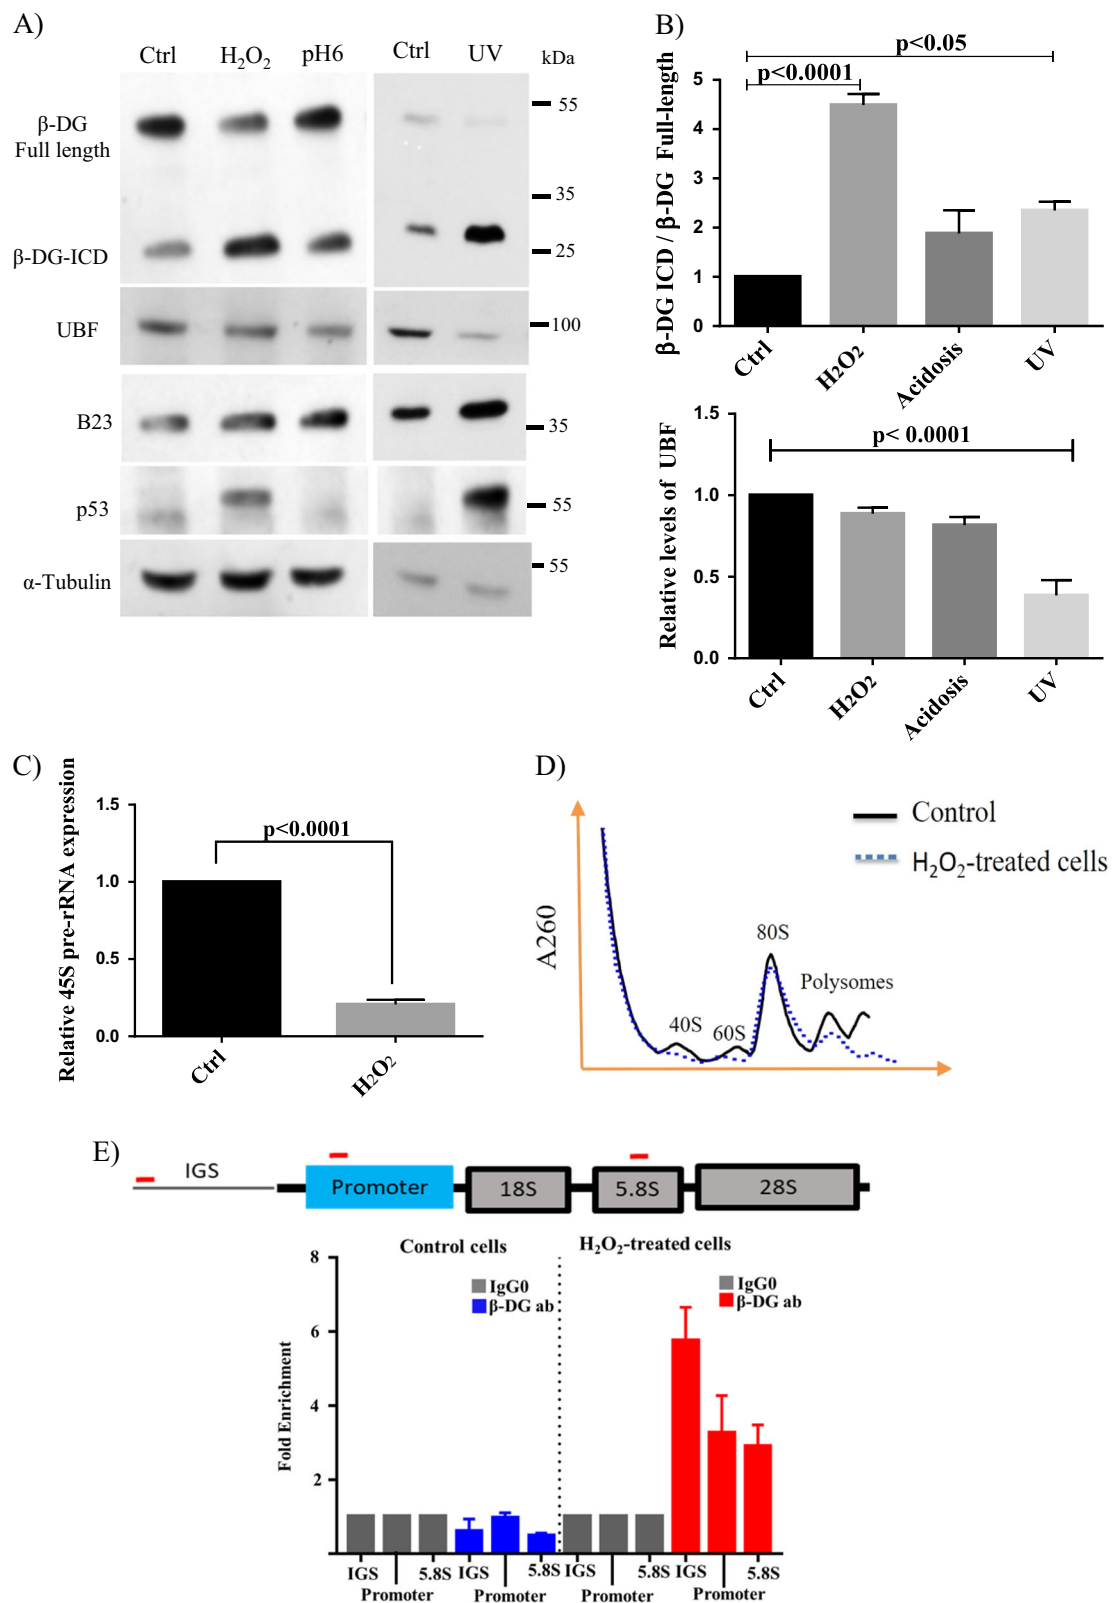 A)
Ctrl H₂O₂ pH6 Ctrl UV kDa
β-DG
Full length
55
35
β-DG-ICD
25
UBF
100
B23
35
p53
55
α-Tubulin
55
B)
p<0.05
p<0.0001
β-DG ICD / β-DG Full-length
5
4
3
2
1
0
Ctrl
H₂O₂
Acidosis
UV
Relative levels of UBF
p< 0.0001
1.5
1.0
0.5
0.0
Ctrl
H₂O₂
Acidosis
UV
C)
Relative 45S pre-rRNA expression
p<0.0001
1.5
1.0
0.5
0.0
Ctrl
H₂O₂
D)
Control
H₂O₂-treated cells
A260
40S
60S
80S
Polysomes
E)
IGS
Promoter
18S
5.8S
28S
Control cells
H₂O₂-treated cells
IgG0
β-DG ab
IgG0
β-DG ab
Fold Enrichment
8
6
4
2
IGS 5.8S IGS 5.8S IGS 5.8S IGS 5.8S
Promoter Promoter Promoter Promoter